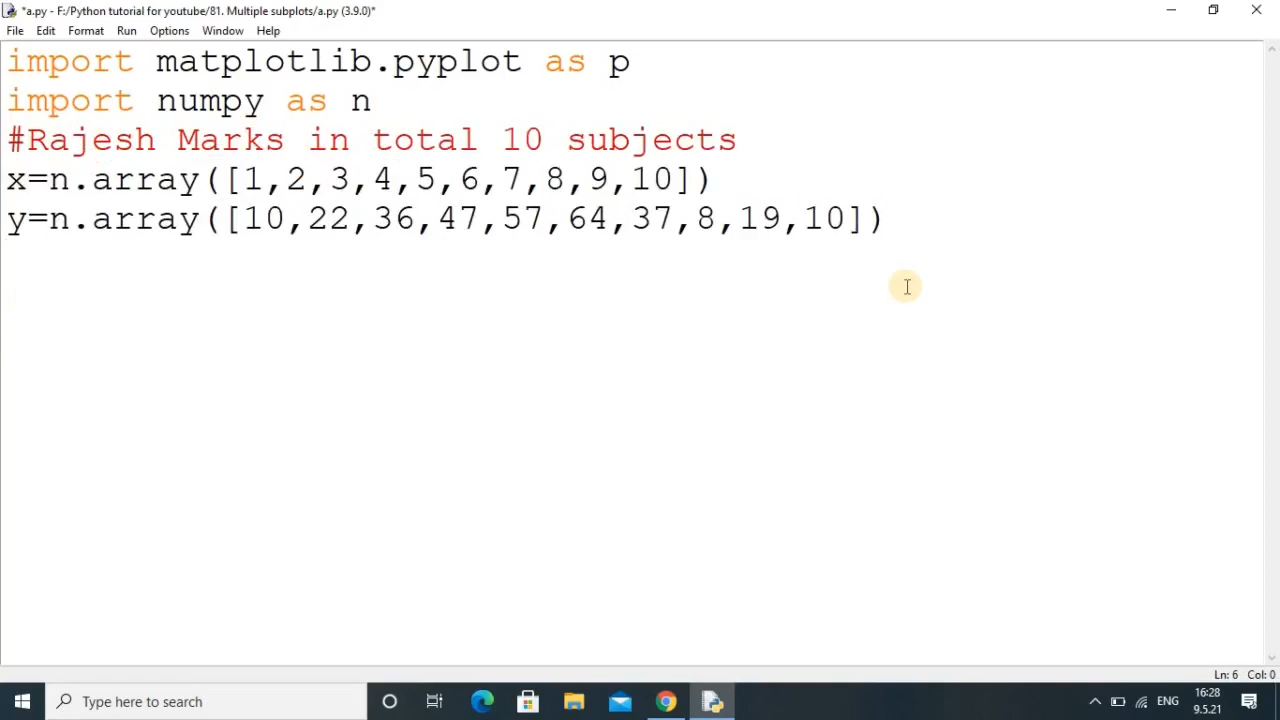 *a.py - F:/Python tutorial for youtube/81. Multiple subplots/a.py (3.9.0)*
File Edit Format Run Options Window Help
import matplotlib.pyplot as p
import numpy as n
#Rajesh Marks in total 10 subjects
x=n.array([1,2,3,4,5,6,7,8,9,10])
y=n.array([10,22,36,47,57,64,37,8,19,10])
Ln: 6 Col: 0
Type here to search
ENG
16:28
9.5.21